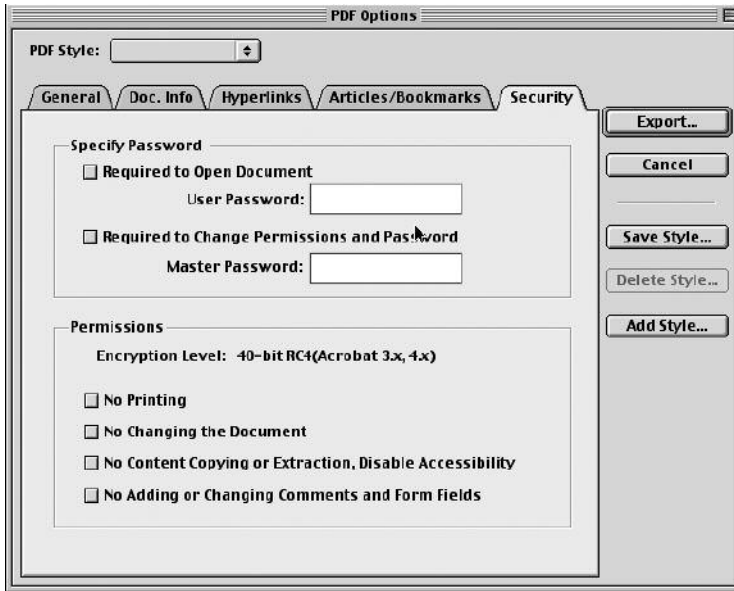 PDF Options
PDF Style:
General Doc. Info Hyperlinks Articles/Bookmarks Security
Export...
Cancel
Save Style...
Delete Style...
Add Style...
Specify Password
Required to Open Document
User Password:
Required to Change Permissions and Password
Master Password:
Permissions
Encryption Level: 40-bit RC4(Acrobat 3.x, 4.x)
No Printing
No Changing the Document
No Content Copying or Extraction, Disable Accessibility
No Adding or Changing Comments and Form Fields